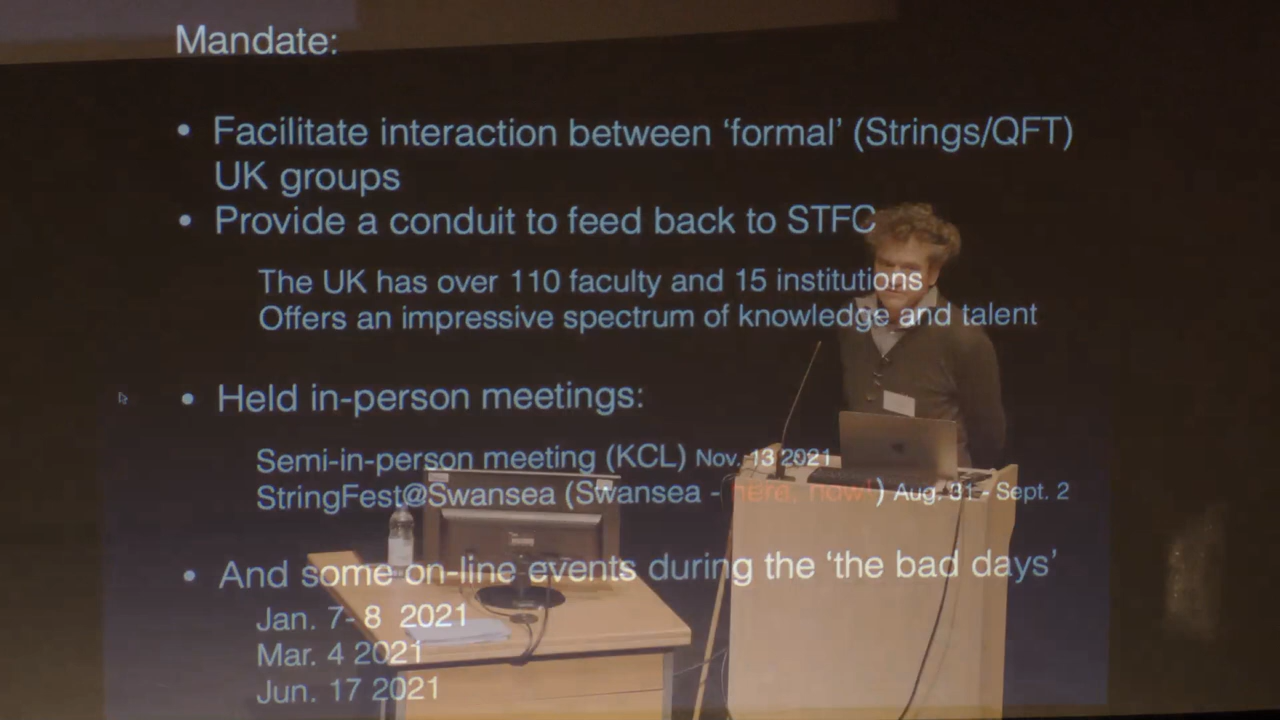 Mandate:
• Facilitate interaction between ‘formal’ (Strings/QFT)
UK groups
• Provide a conduit to feed back to STFC
The UK has over 110 faculty and 15 institutions
Offers an impressive spectrum of knowledge and talent
• Held in-person meetings:
Semi-in-person meeting (KCL) Nov. 13 2021
StringFest@Swansea (Swansea - here, now!) Aug. 31 - Sept. 2
• And some on-line events during the ‘the bad days’
Jan. 7- 8 2021
Mar. 4 2021
Jun. 17 2021